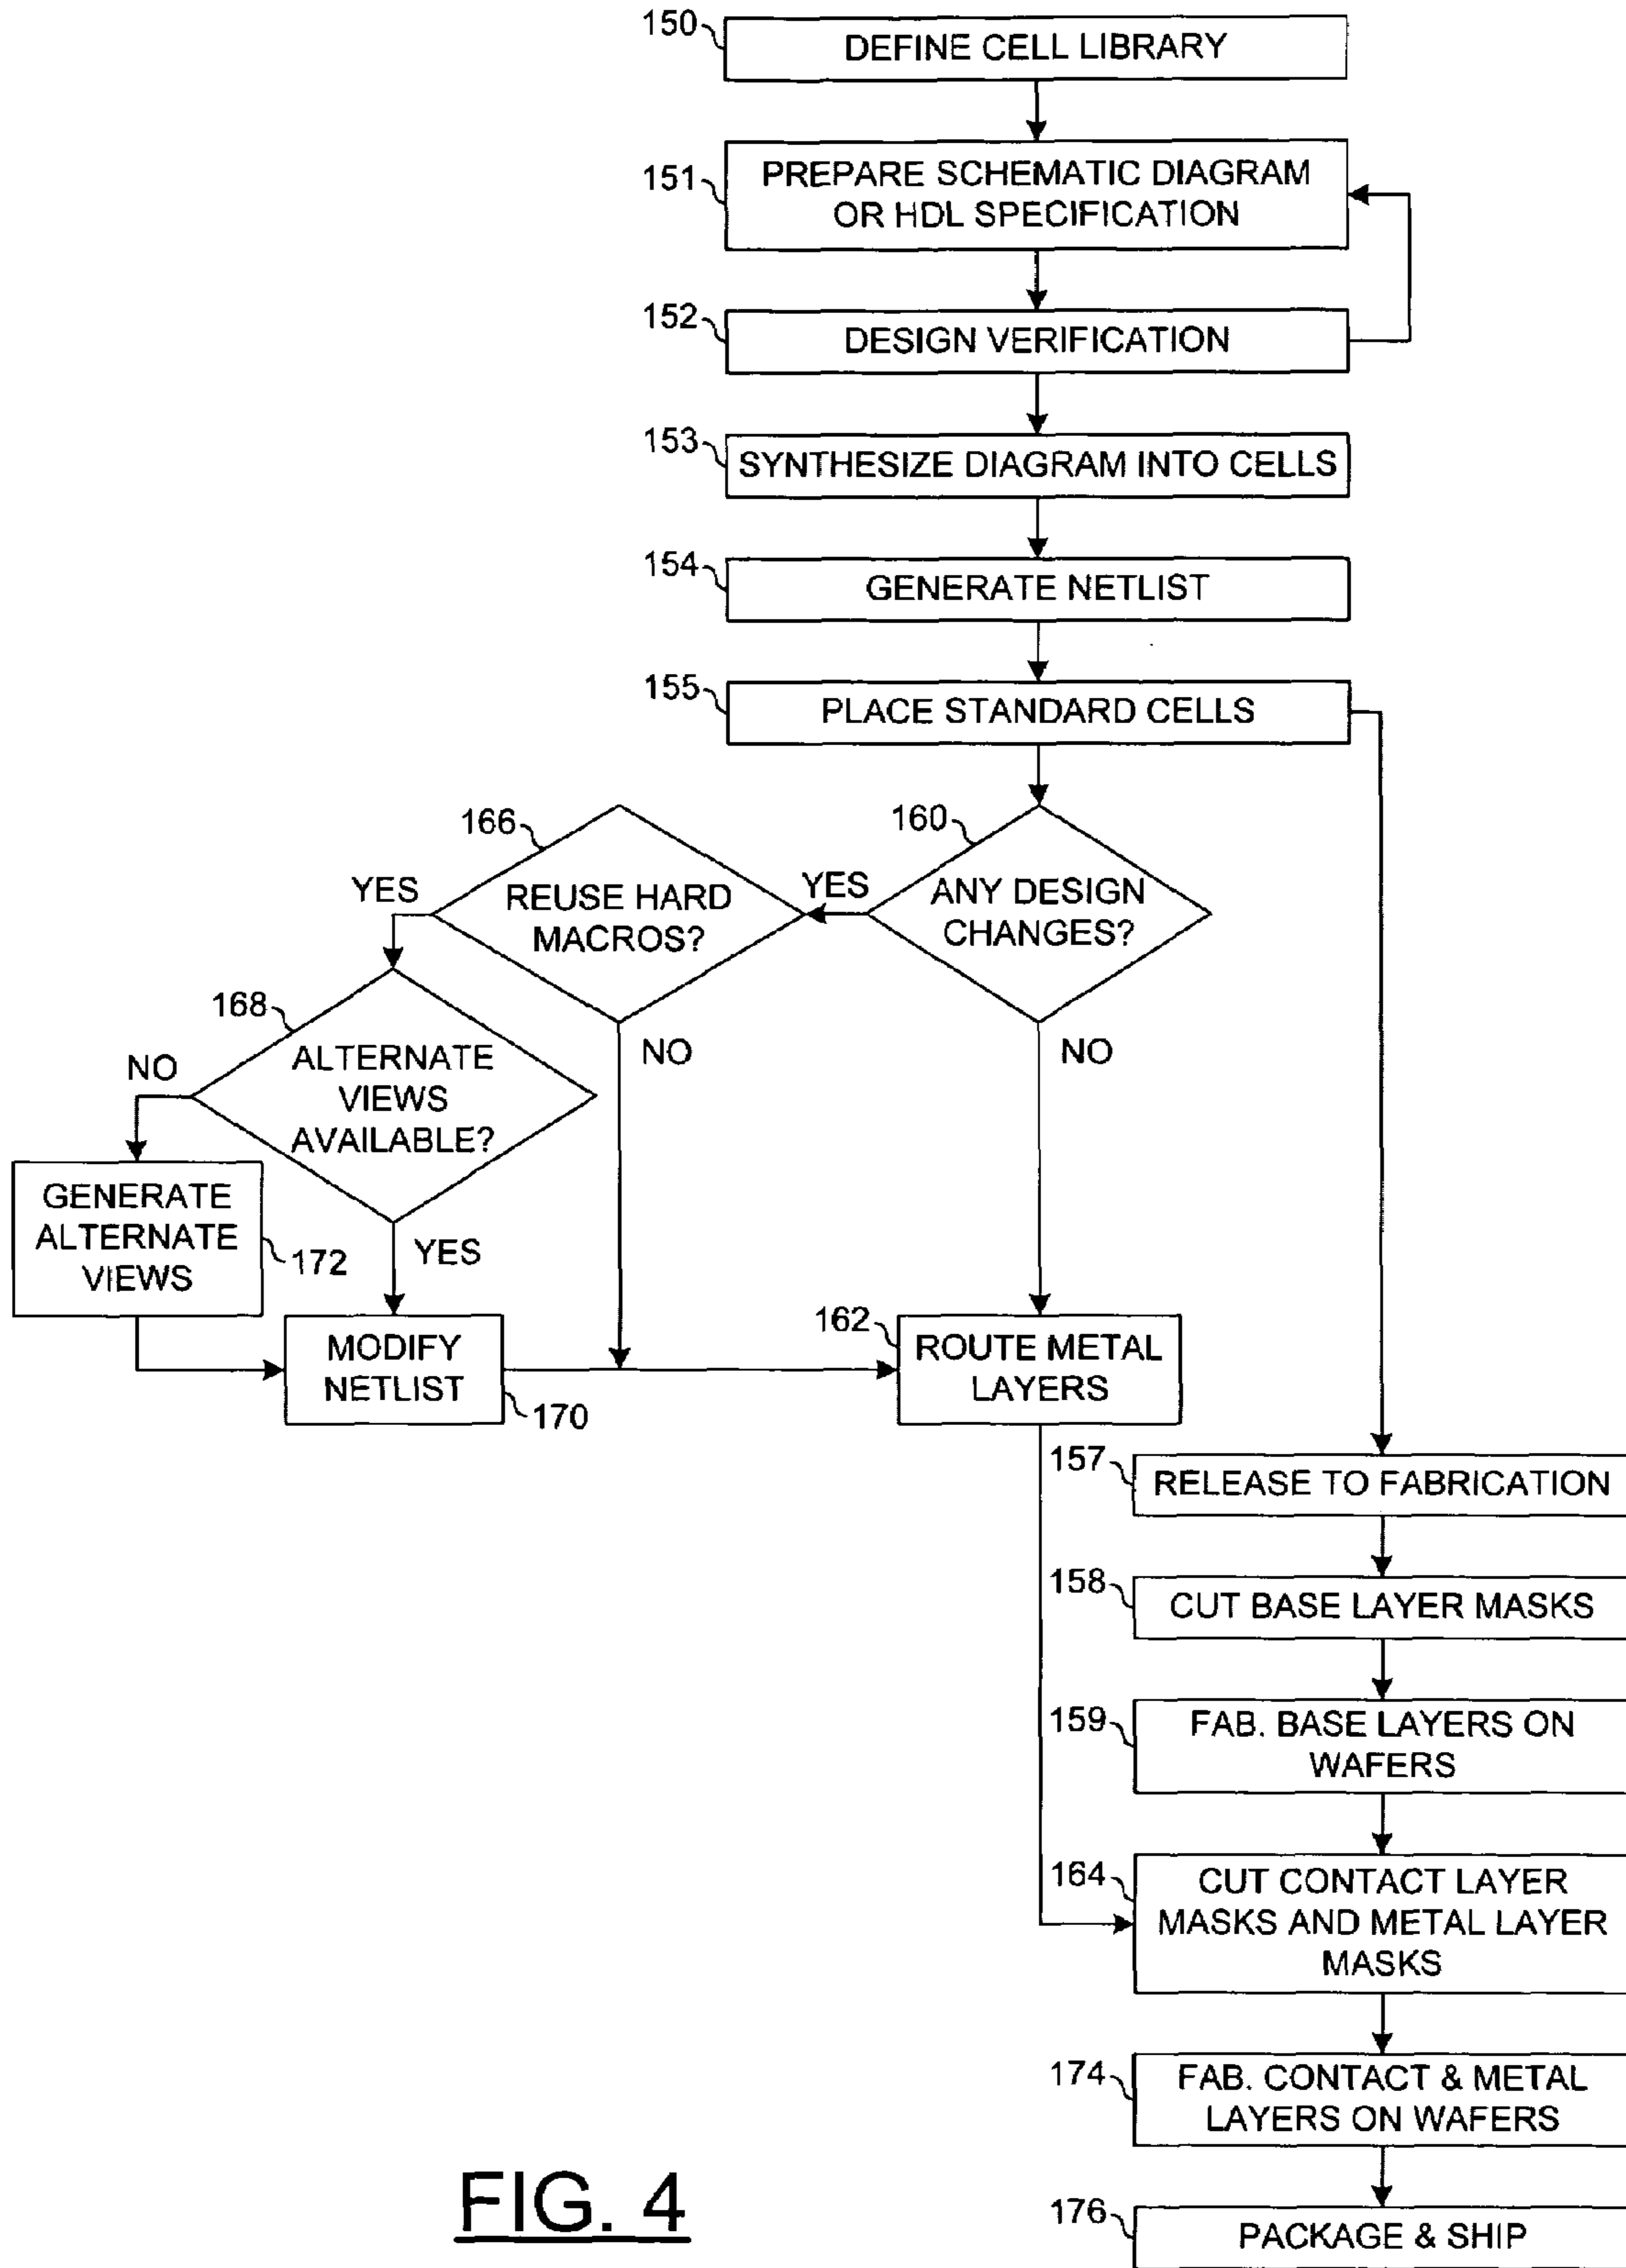 150
DEFINE CELL LIBRARY
151
PREPARE SCHEMATIC DIAGRAM
OR HDL SPECIFICATION
152
DESIGN VERIFICATION
153
SYNTHESIZE DIAGRAM INTO CELLS
154
GENERATE NETLIST
155
PLACE STANDARD CELLS
160
ANY DESIGN
CHANGES?
YES
NO
166
REUSE HARD
MACROS?
YES
NO
168
ALTERNATE
VIEWS
AVAILABLE?
NO
YES
GENERATE
ALTERNATE
VIEWS
172
MODIFY
NETLIST
170
162
ROUTE METAL
LAYERS
157
RELEASE TO FABRICATION
158
CUT BASE LAYER MASKS
159
FAB. BASE LAYERS ON
WAFERS
164
CUT CONTACT LAYER
MASKS AND METAL LAYER
MASKS
174
FAB. CONTACT & METAL
LAYERS ON WAFERS
176
PACKAGE & SHIP
FIG. 4